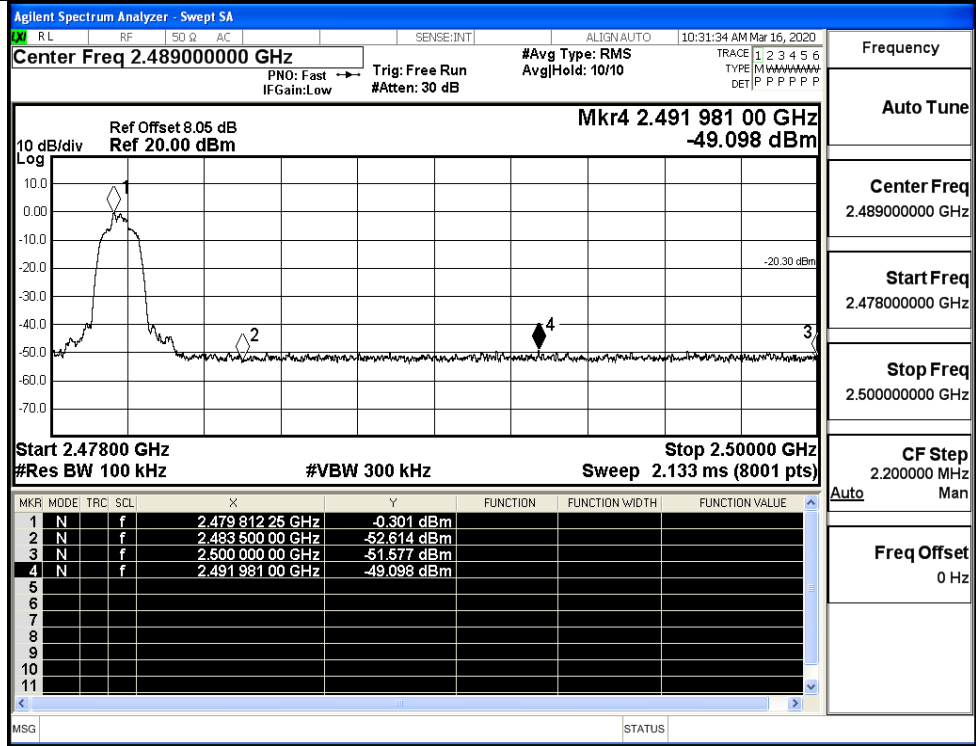 Agilent Spectrum Analyzer - Swept SA
LXI RL RF 50 Ω AC SENSE:INT ALIGN AUTO 10:31:34 AM Mar 16, 2020
Center Freq 2.489000000 GHz
PNO: Fast
IFGain:Low
Trig: Free Run
#Atten: 30 dB
#Avg Type: RMS
Avg|Hold: 10/10
TRACE 1 2 3 4 5 6
TYPE M WWWWW
DET P P P P P P
Mkr4 2.491 981 00 GHz
-49.098 dBm
Ref Offset 8.05 dB
10 dB/div Ref 20.00 dBm
Log
10.0
0.00
-10.0
-20.0
-30.0
-40.0
-50.0
-60.0
-70.0
1
2
4
3
-20.30 dBm
Start 2.47800 GHz Stop 2.50000 GHz
#Res BW 100 kHz #VBW 300 kHz Sweep 2.133 ms (8001 pts)
MKR MODE TRC SCL X Y FUNCTION FUNCTION WIDTH FUNCTION VALUE
1 N f 2.479 812 25 GHz -0.301 dBm
2 N f 2.483 500 00 GHz -52.614 dBm
3 N f 2.500 000 00 GHz -51.577 dBm
4 N f 2.491 981 00 GHz -49.098 dBm
5
6
7
8
9
10
11
MSG STATUS
Frequency
Auto Tune
Center Freq
2.489000000 GHz
Start Freq
2.478000000 GHz
Stop Freq
2.500000000 GHz
CF Step
2.200000 MHz
Auto Man
Freq Offset
0 Hz